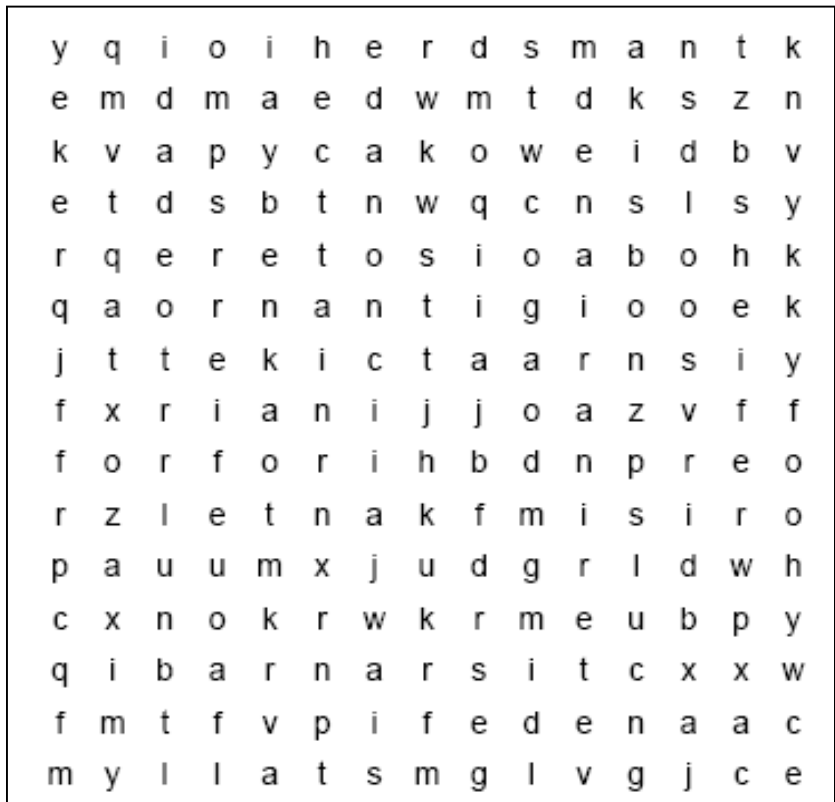 y q i o i h e r d s m a n t k
e m d m a e d w m t d k s z n
k v a p y c a k o w e i d b v
e t d s b t n w q c n s l s y
r q e r e t o s i o a b o h k
q a o r n a n t i g i o o e k
j t t e k i c t a a r n s i y
f x r i a n i j j o a z v f f
f o r f o r i h b d n p r e o
r z l e t n a k f m i s i r o
p a u u m x j u d g r l d w h
c x n o k r w k r m e u b p y
q i b a r n a r s i t c x x w
f m t f v p i f e d e n a a c
m y l l a t s m g l v g j c e